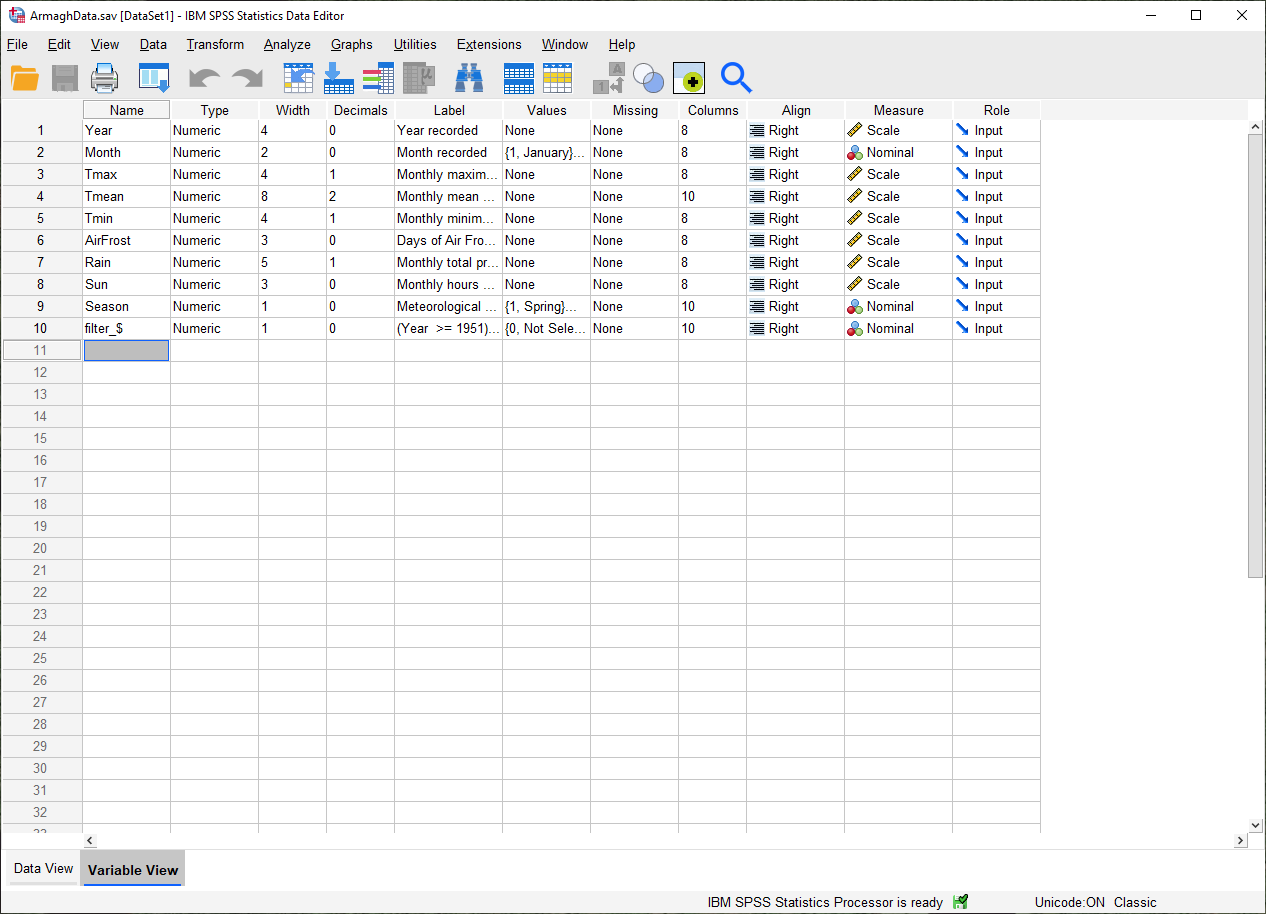 ArmaghData.sav [DataSet1] - IBM SPSS Statistics Data Editor
File Edit View Data Transform Analyze Graphs Utilities Extensions Window Help
Name Type Width Decimals Label Values Missing Columns Align Measure Role
1 Year Numeric 4 0 Year recorded None None 8 Right Scale Input
2 Month Numeric 2 0 Month recorded {1, January}... None 8 Right Nominal Input
3 Tmax Numeric 4 1 Monthly maxim... None None 8 Right Scale Input
4 Tmean Numeric 8 2 Monthly mean ... None None 10 Right Scale Input
5 Tmin Numeric 4 1 Monthly minim... None None 8 Right Scale Input
6 AirFrost Numeric 3 0 Days of Air Fro... None None 8 Right Scale Input
7 Rain Numeric 5 1 Monthly total pr... None None 8 Right Scale Input
8 Sun Numeric 3 0 Monthly hours ... None None 8 Right Scale Input
9 Season Numeric 1 0 Meteorological ... {1, Spring}... None 10 Right Nominal Input
10 filter_$ Numeric 1 0 (Year >= 1951)... {0, Not Sele... None 10 Right Nominal Input
11
12
13
14
15
16
17
18
19
20
21
22
23
24
25
26
27
28
29
30
31
32
33
Data View Variable View
IBM SPSS Statistics Processor is ready Unicode:ON Classic